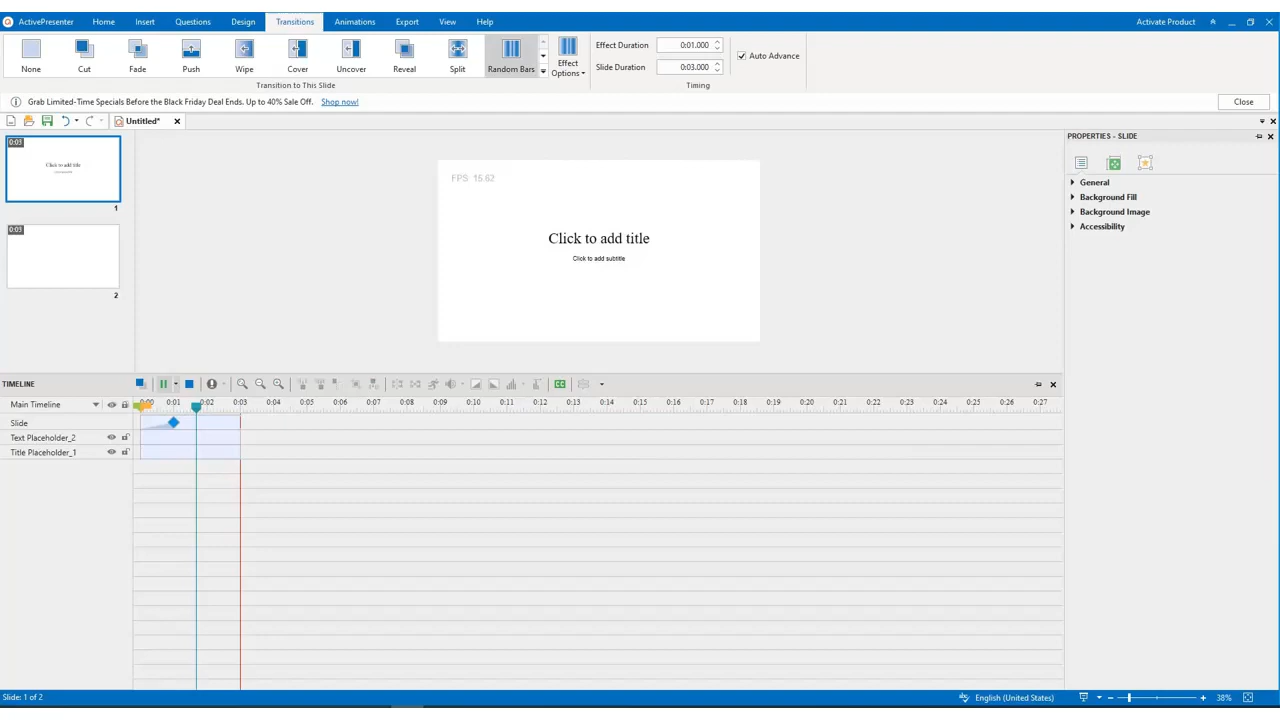 ActivePresenter Home Insert Questions Design Transitions Animations Export View Help Activate Product
None Cut Fade Push Wipe Cover Uncover Reveal Split Random Bars
Effect Options
Effect Duration 0:01.000
Slide Duration 0:03.000
Auto Advance
Transition to This Slide Timing
Grab Limited-Time Specials Before the Black Friday Deal Ends. Up to 40% Sale Off. Shop now! Close
Untitled*
PROPERTIES - SLIDE
0:03
Click to add title
1
0:03
2
FPS: 15.62
Click to add title
Click to add subtitle
General
Background Fill
Background Image
Accessibility
TIMELINE
CC
Main Timeline 0:00 0:01 0:02 0:03 0:04 0:05 0:06 0:07 0:08 0:09 0:10 0:11 0:12 0:13 0:14 0:15 0:16 0:17 0:18 0:19 0:20 0:21 0:22 0:23 0:24 0:25 0:26 0:27
Slide
Text Placeholder_2
Title Placeholder_1
Slide: 1 of 2 English (United States) 38%